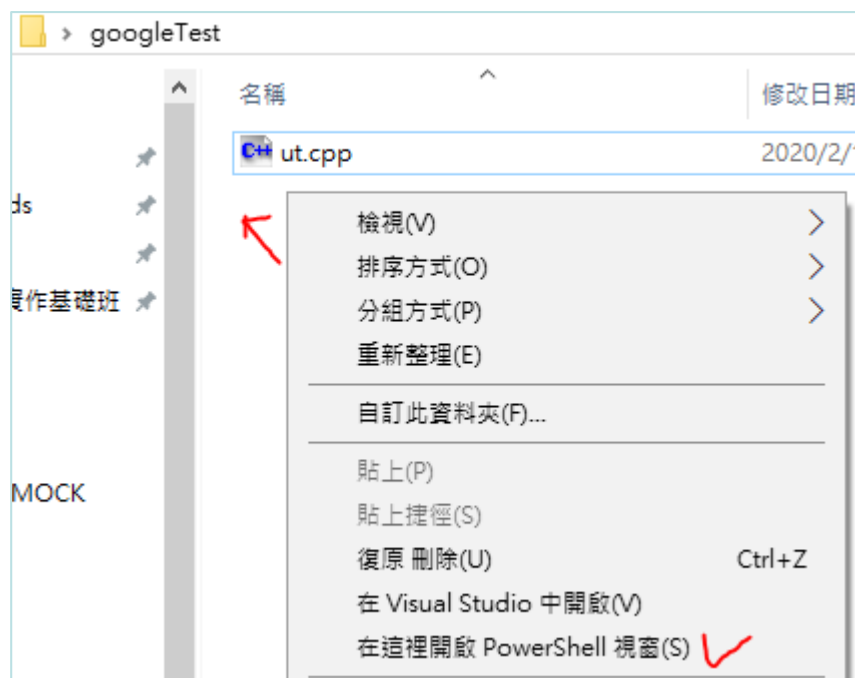 googleTest
名稱
修改日期
ut.cpp
2020/2/
ds
作基礎班
MOCK
檢視(V)
排序方式(O)
分組方式(P)
重新整理(E)
自訂此資料夾(F)...
貼上(P)
貼上捷徑(S)
復原 刪除(U) Ctrl+Z
在 Visual Studio 中開啟(V)
在這裡開啟 PowerShell 視窗(S)